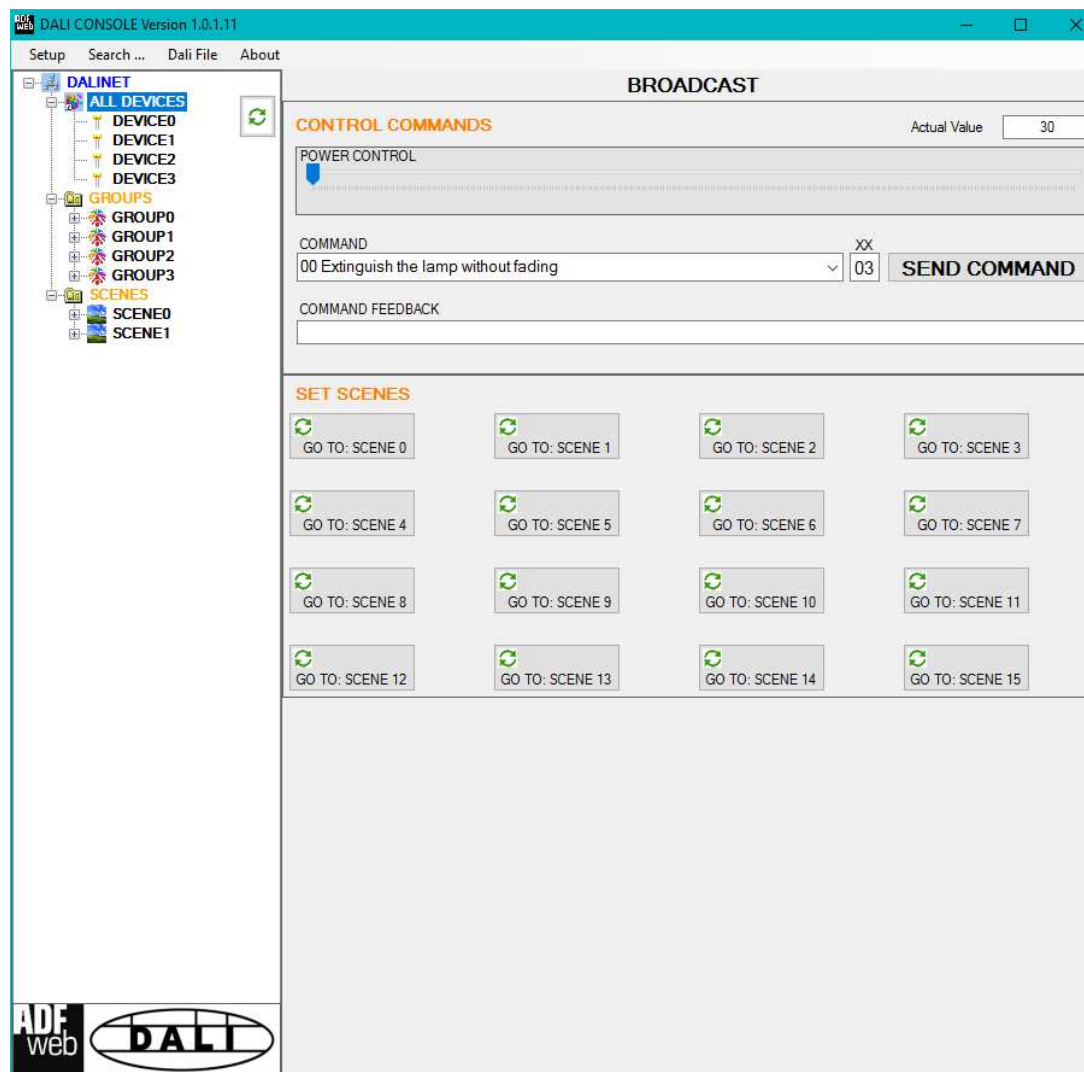 ADF web DALI CONSOLE Version 1.0.1.11
Setup Search ... Dali File About
DALINET
ALL DEVICES
DEVICE0
DEVICE1
DEVICE2
DEVICE3
GROUPS
GROUP0
GROUP1
GROUP2
GROUP3
SCENES
SCENE0
SCENE1
BROADCAST
CONTROL COMMANDS
Actual Value 30
POWER CONTROL
COMMAND XX
00 Extinguish the lamp without fading 03 SEND COMMAND
COMMAND FEEDBACK
SET SCENES
GO TO: SCENE 0 GO TO: SCENE 1 GO TO: SCENE 2 GO TO: SCENE 3
GO TO: SCENE 4 GO TO: SCENE 5 GO TO: SCENE 6 GO TO: SCENE 7
GO TO: SCENE 8 GO TO: SCENE 9 GO TO: SCENE 10 GO TO: SCENE 11
GO TO: SCENE 12 GO TO: SCENE 13 GO TO: SCENE 14 GO TO: SCENE 15
ADF
web
DALI